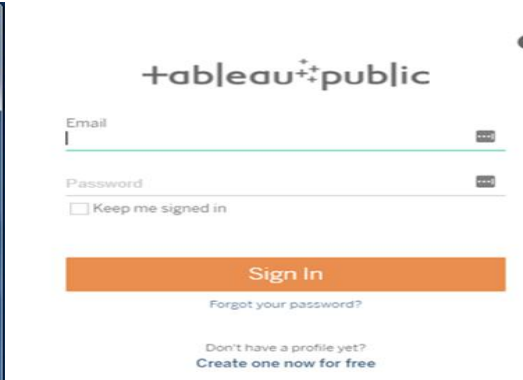 +ableau public
Email
Password
Keep me signed in
Sign In
Forgot your password?
Don't have a profile yet?
Create one now for free